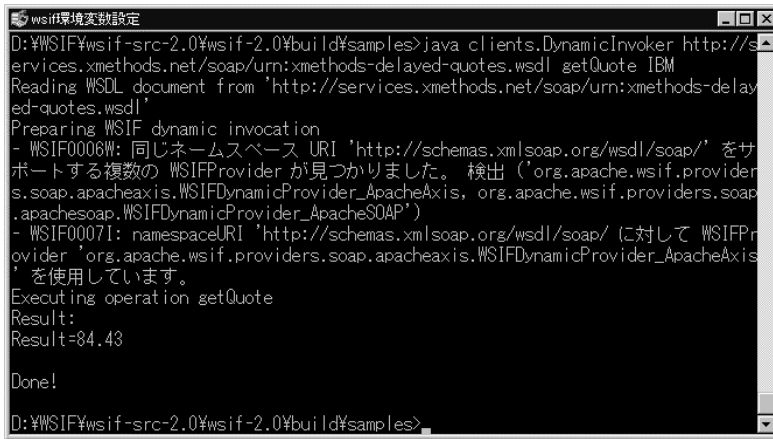 wsif環境変数設定
D:¥WSIF¥wsif-src-2.0¥wsif-2.0¥build¥samples>java clients.DynamicInvoker http://s
ervices.xmethods.net/soap/urn:xmethods-delayed-quotes.wsdl getQuote IBM
Reading WSDL document from 'http://services.xmethods.net/soap/urn:xmethods-delay
ed-quotes.wsdl'
Preparing WSIF dynamic invocation
- WSIF0006W: 同じネームスペース URI 'http://schemas.xmlsoap.org/wsdl/soap/' をサ
ポートする複数の WSIFProvider が見つかりました。 検出 ('org.apache.wsif.provider
s.soap.apacheaxis.WSIFDynamicProvider_ApacheAxis, org.apache.wsif.providers.soap
.apachesoap.WSIFDynamicProvider_ApacheSOAP')
- WSIF0007I: namespaceURI 'http://schemas.xmlsoap.org/wsdl/soap/ に対して WSIFPr
ovider 'org.apache.wsif.providers.soap.apacheaxis.WSIFDynamicProvider_ApacheAxis
' を使用しています。
Executing operation getQuote
Result:
Result=84.43
Done!
D:¥WSIF¥wsif-src-2.0¥wsif-2.0¥build¥samples>